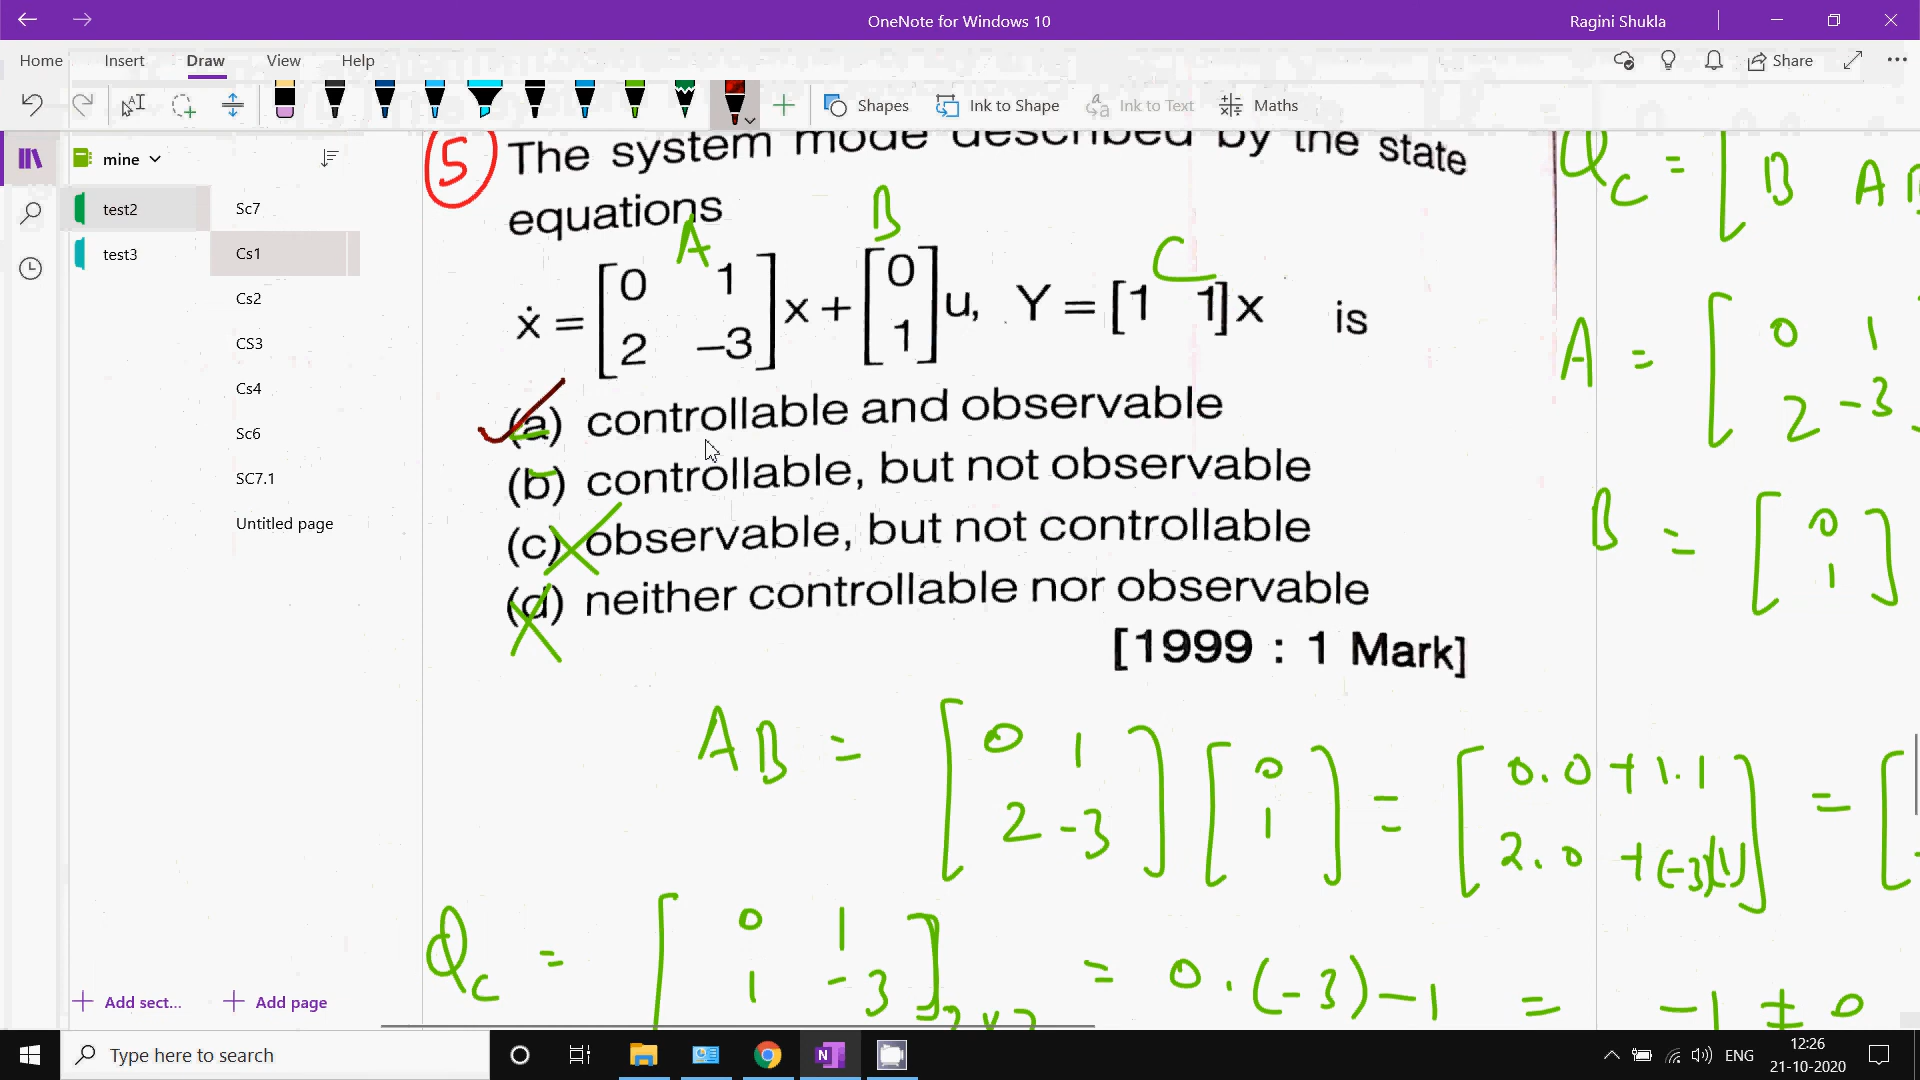 OneNote for Windows 10
Ragini Shukla
Home Insert Draw View Help
Share
Shapes Ink to Shape Ink to Text Maths
mine
test2
test3
Sc7
Cs1
Cs2
CS3
Cs4
Sc6
SC7.1
Untitled page
Add sect... Add page
5 The system mode described by the state
equations
A B C
ẋ = [0 1 2 -3] x + [0 1] u, Y = [1 1] x is
(a) controllable and observable
(b) controllable, but not observable
(c) observable, but not controllable
(d) neither controllable nor observable
[1999 : 1 Mark]
Qc = [B A
A = [0 1 2 -3
B = [0 1]
AB = [0 1 2 -3] [0 1] = [0.0+1.1 2.0+(-3)(1)] = [
Qc = [0 1 1 -3]2x2 = 0.(-3)-1 = -1 ≠ 0
Type here to search
ENG
12:26
21-10-2020